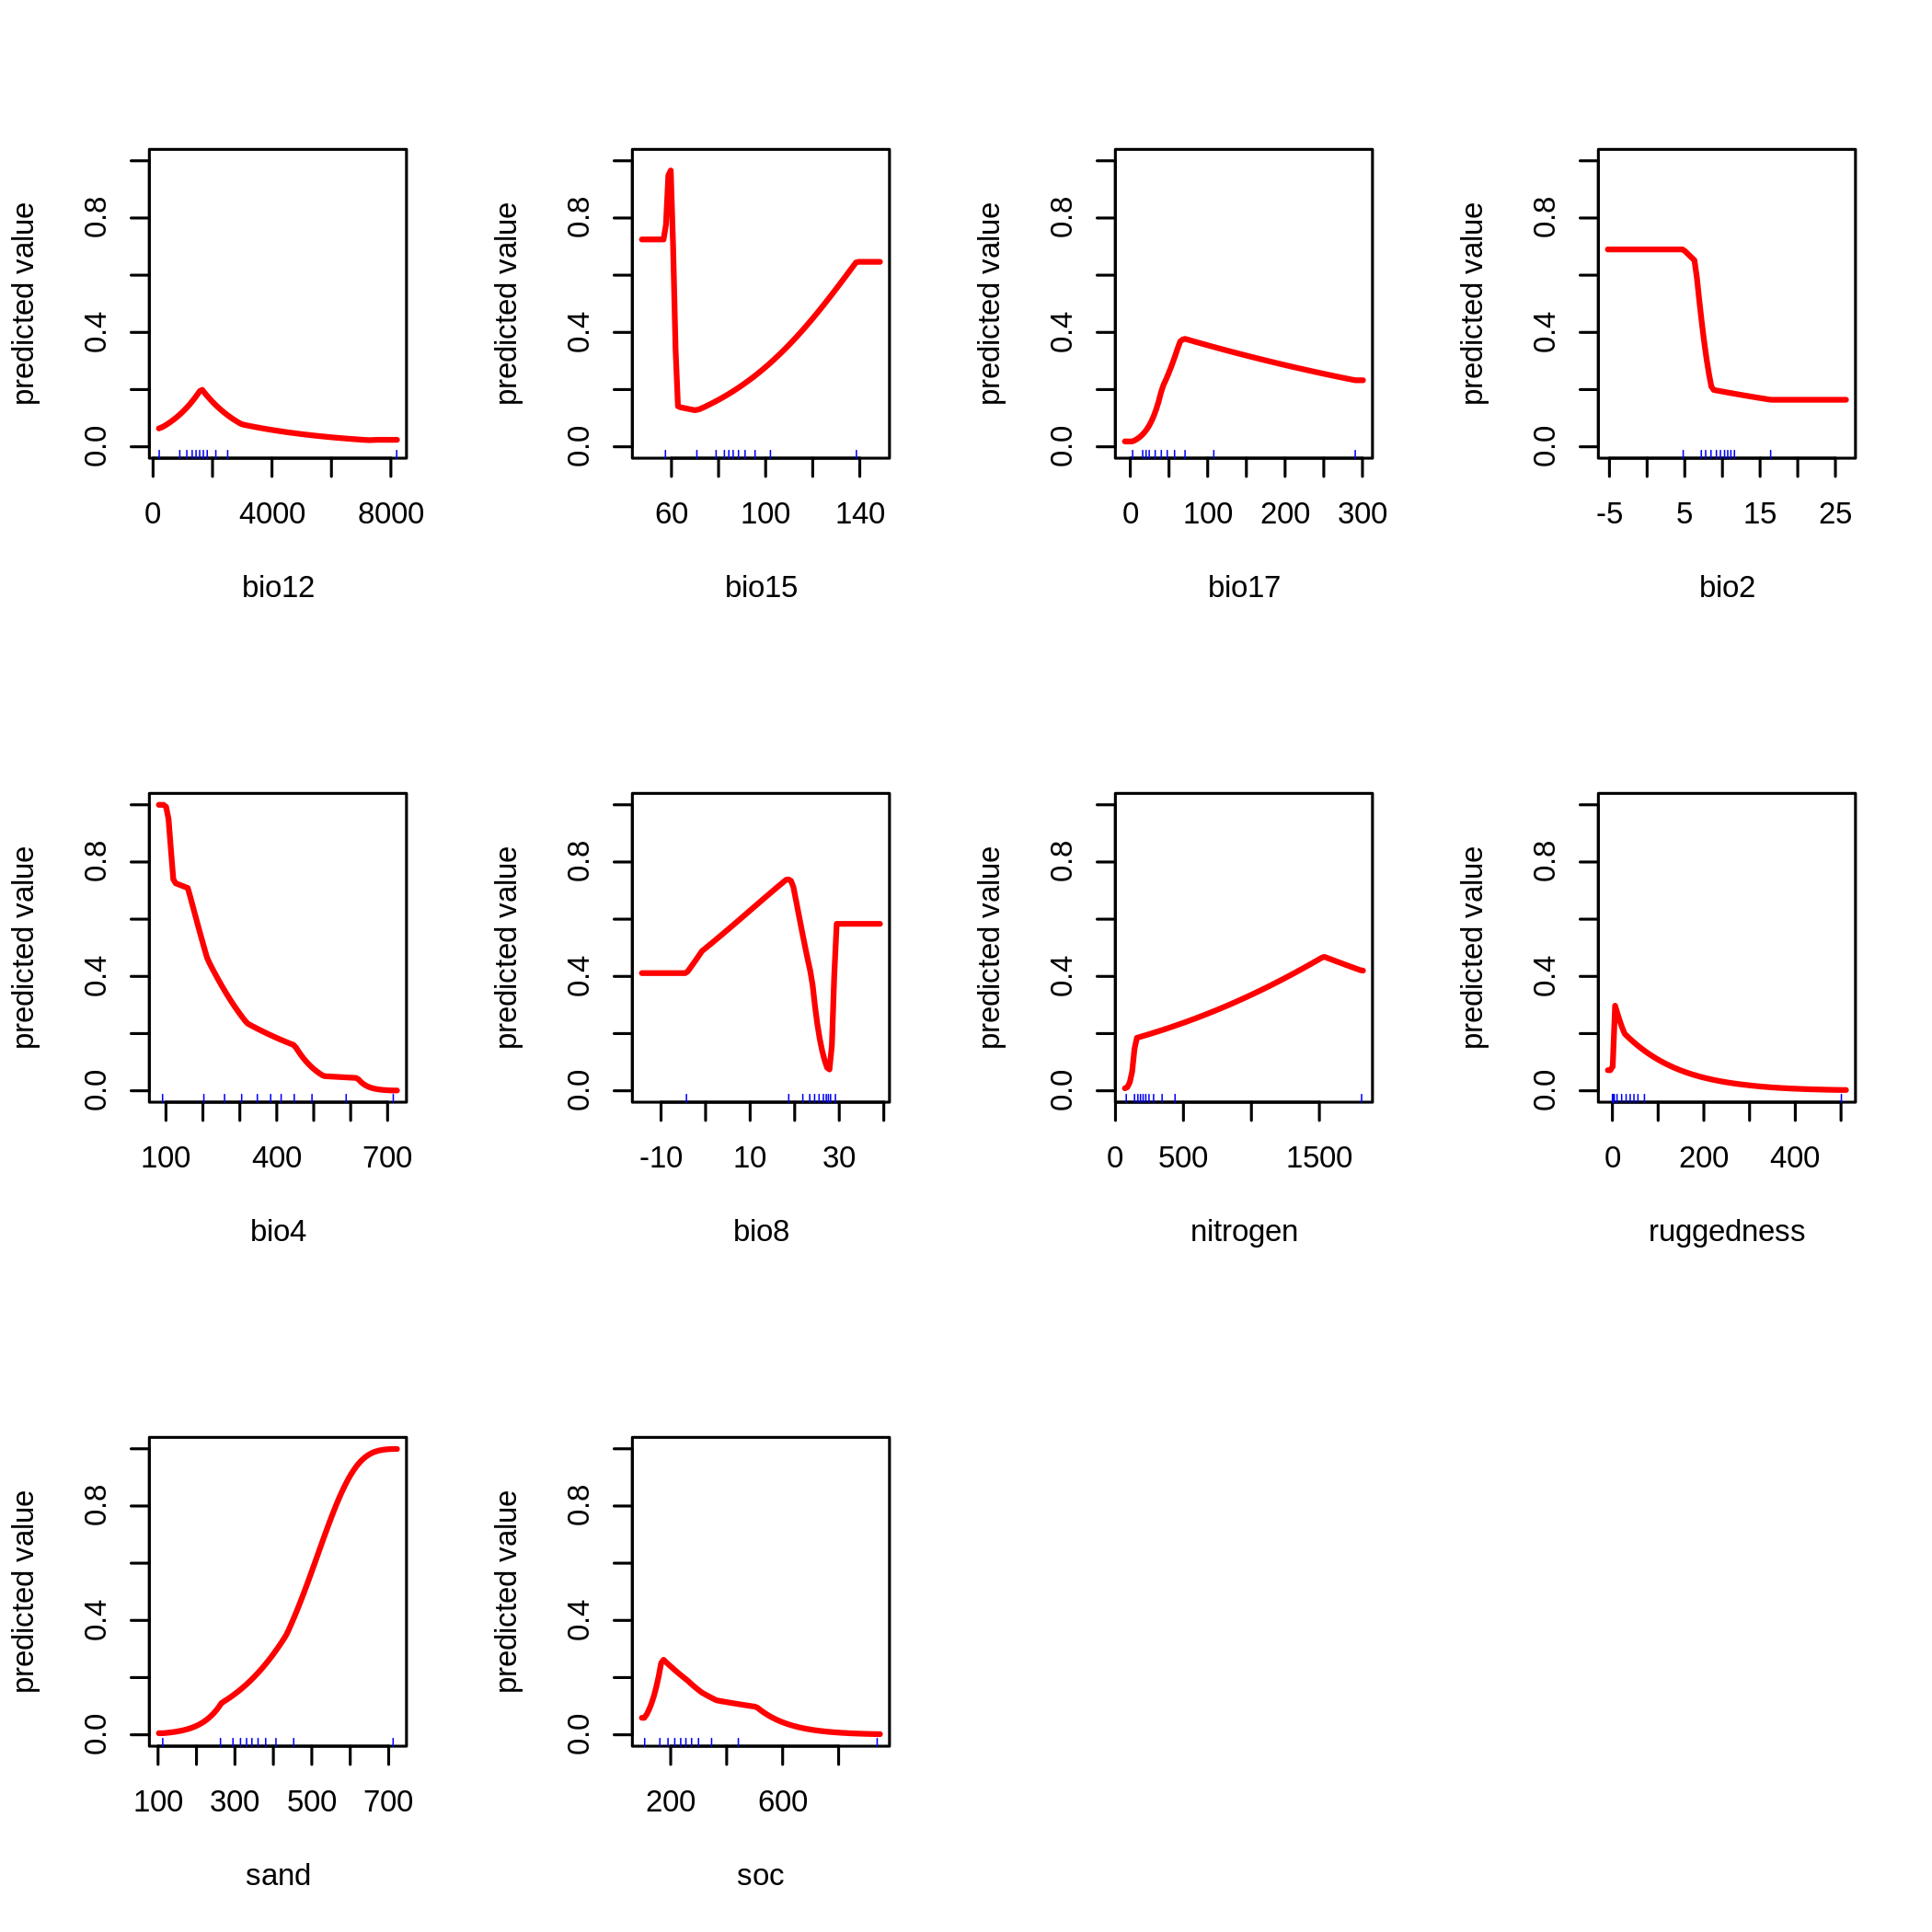 predicted value
0.0 0.4 0.8
0 4000 8000
bio12
predicted value
0.0 0.4 0.8
60 100 140
bio15
predicted value
0.0 0.4 0.8
0 100 200 300
bio17
predicted value
0.0 0.4 0.8
-5 5 15 25
bio2
predicted value
0.0 0.4 0.8
100 400 700
bio4
predicted value
0.0 0.4 0.8
-10 10 30
bio8
predicted value
0.0 0.4 0.8
0 500 1500
nitrogen
predicted value
0.0 0.4 0.8
0 200 400
ruggedness
predicted value
0.0 0.4 0.8
100 300 500 700
sand
predicted value
0.0 0.4 0.8
200 600
soc